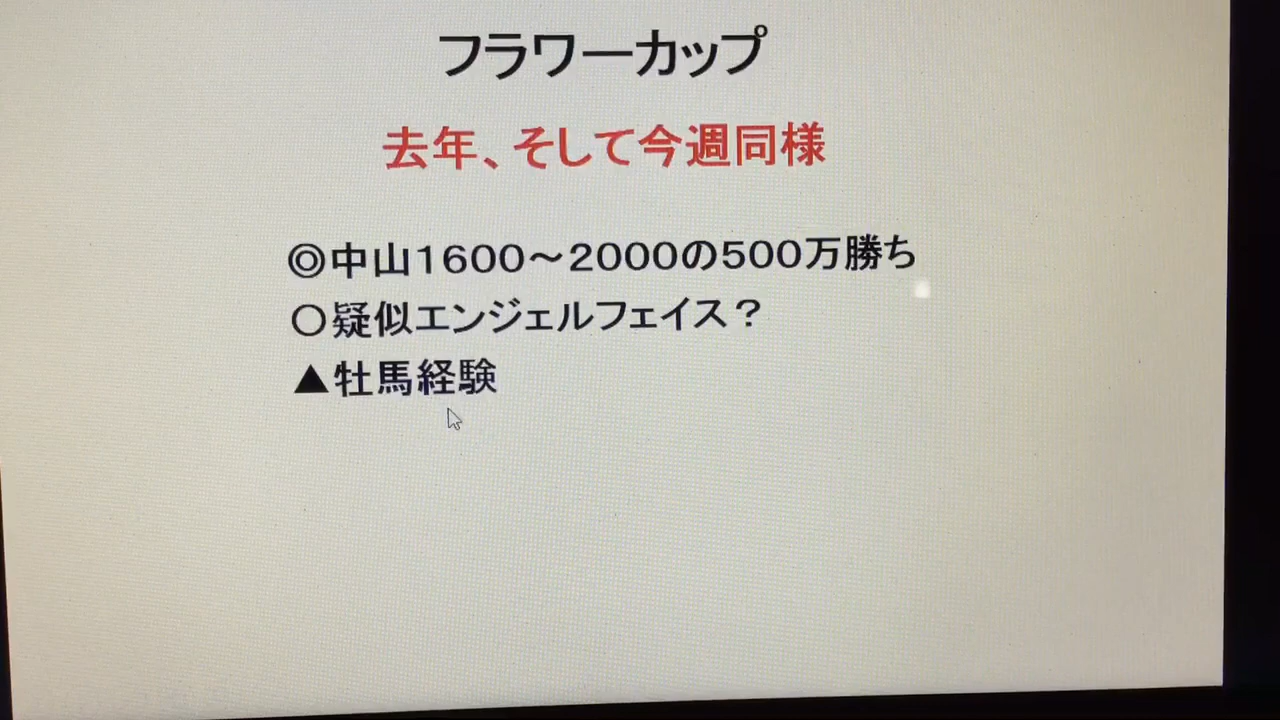 フラワーカップ
去年、そして今週同様
◎中山1600～2000の500万勝ち
○疑似エンジェルフェイス？
▲牡馬経験